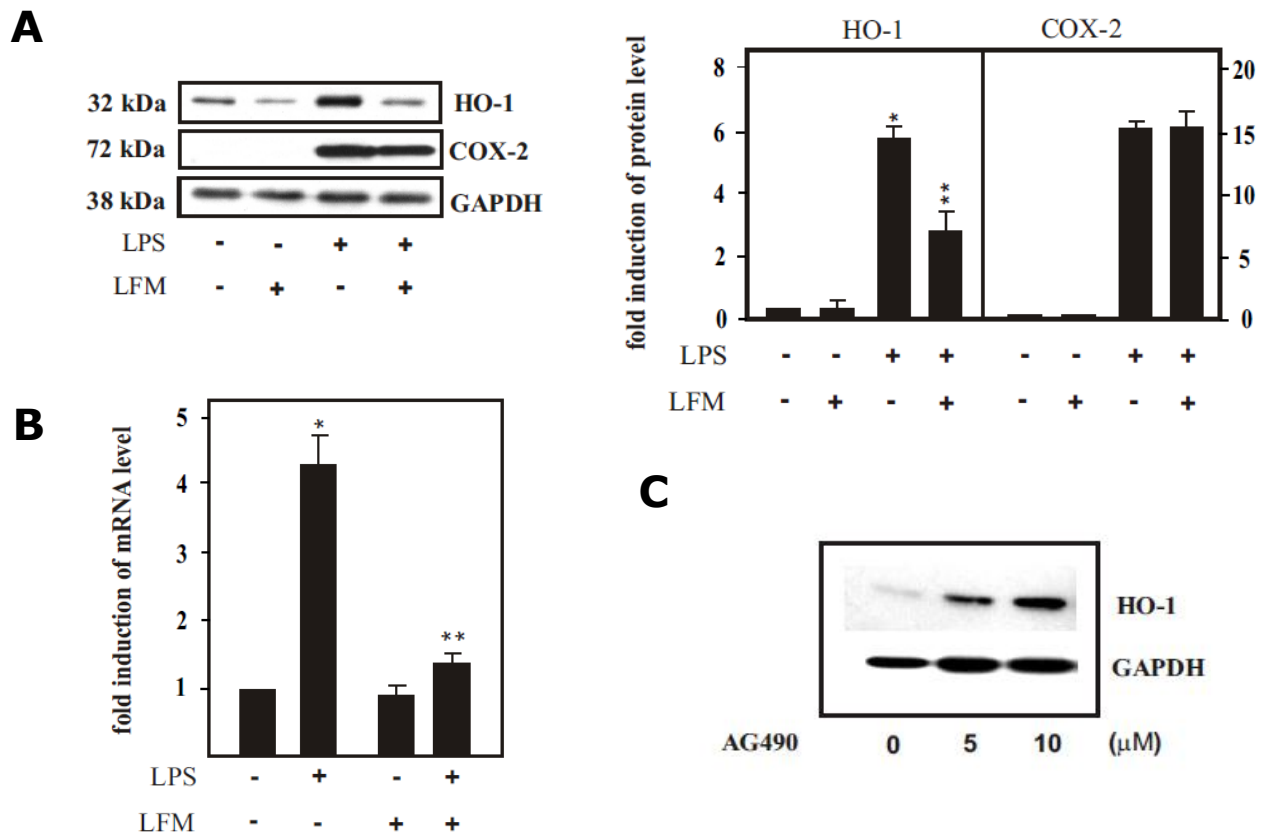 A
32 kDa HO-1
72 kDa COX-2
38 kDa GAPDH
LPS - - + +
LFM - + - +
HO-1 COX-2
fold induction of protein level
8
6
4
2
0
20
15
10
5
0
*
**
LPS - - + + - - + +
LFM - + - + - + - +
B
fold induction of mRNA level
5
4
3
2
1
*
**
LPS - + - +
LFM - - + +
C
HO-1
GAPDH
AG490 0 5 10 (μM)